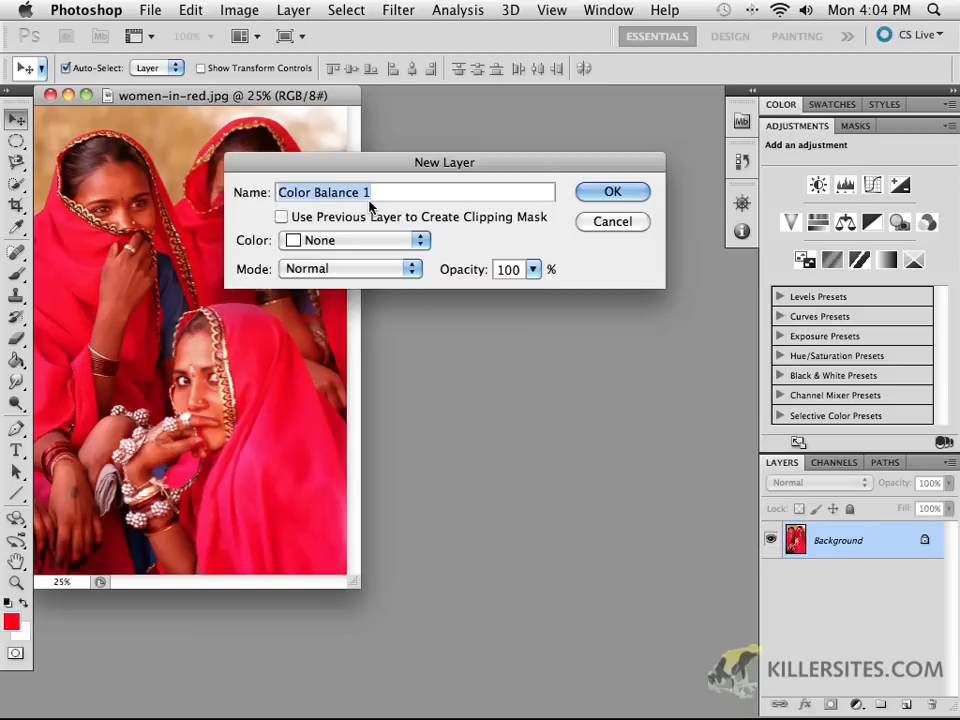 Photoshop File Edit Image Layer Select Filter Analysis 3D View Window Help Mon 4:04 PM
Ps Br Mb 100% ESSENTIALS DESIGN PAINTING CS Live
Auto-Select: Layer Show Transform Controls
women-in-red.jpg @ 25% (RGB/8#)
New Layer
Name: Color Balance 1 OK
Use Previous Layer to Create Clipping Mask Cancel
Color: None
Mode: Normal Opacity: 100 %
25%
Mb
COLOR SWATCHES STYLES
ADJUSTMENTS MASKS
Add an adjustment
Levels Presets
Curves Presets
Exposure Presets
Hue/Saturation Presets
Black & White Presets
Channel Mixer Presets
Selective Color Presets
LAYERS CHANNELS PATHS
Normal Opacity: 100%
Lock: Fill: 100%
Background
fx
KILLERSITES.COM